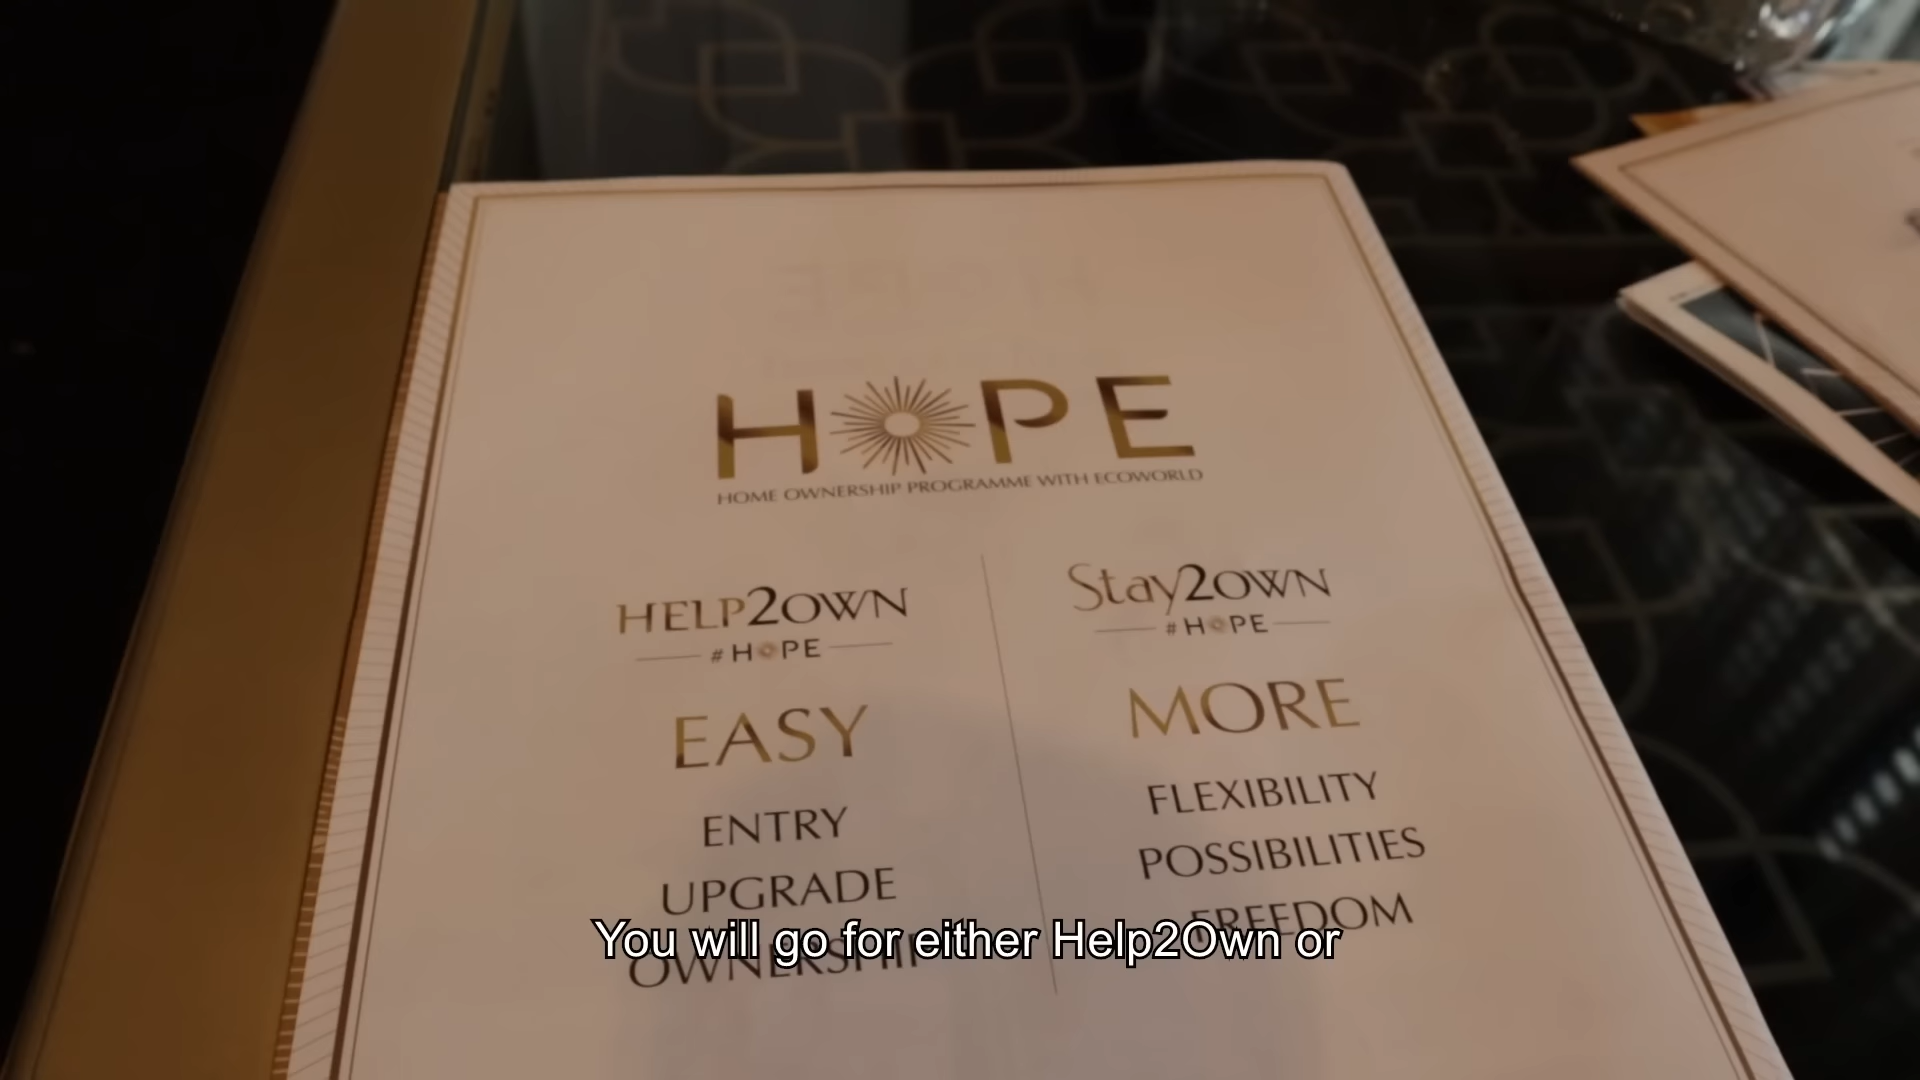 HOPE
HOME OWNERSHIP PROGRAMME WITH ECOWORLD
HELP2OWN
#HOPE
EASY
ENTRY
UPGRADE
OWNERSHIP
Stay2OWN
#HOPE
MORE
FLEXIBILITY
POSSIBILITIES
FREEDOM
You will go for either Help2Own or